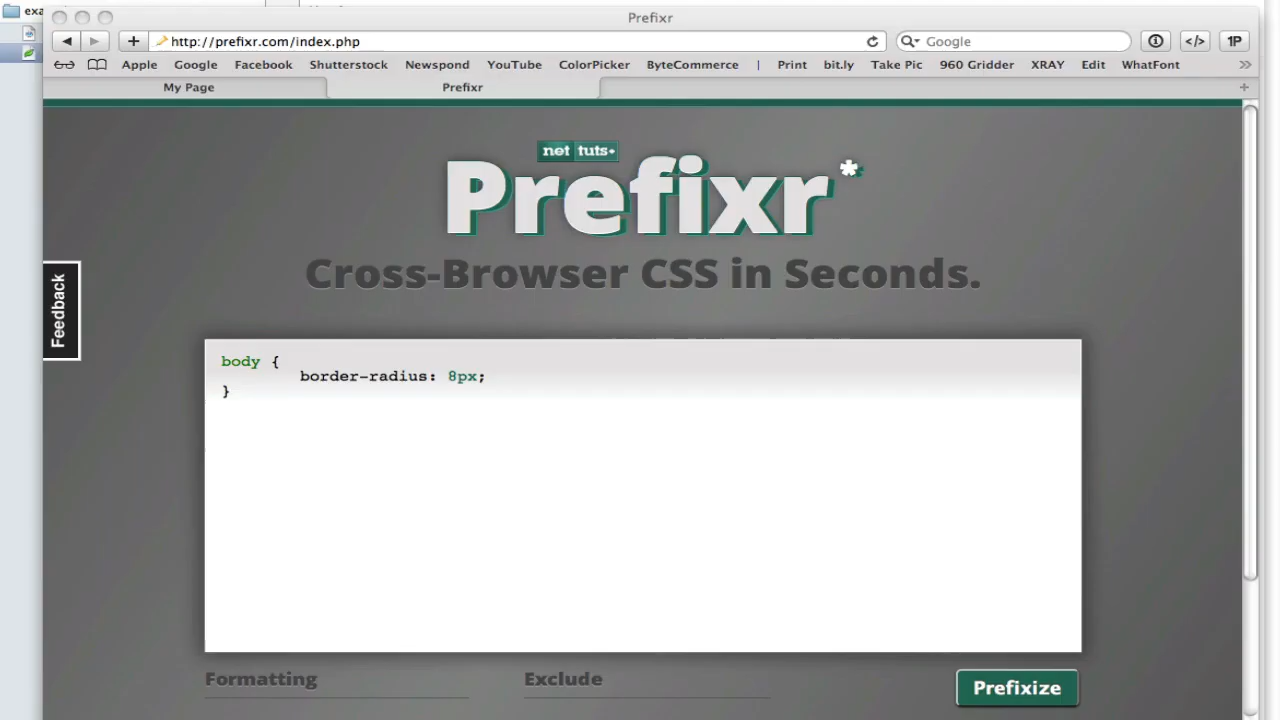 exa
Prefixr
http://prefixr.com/index.php
Google
1P
Apple Google Facebook Shutterstock Newspond YouTube ColorPicker ByteCommerce | Print bit.ly Take Pic 960 Gridder XRAY Edit WhatFont
My Page
Prefixr
net tuts+
Prefixr*
Cross-Browser CSS in Seconds.
Feedback
body {
border-radius: 8px;
}
Formatting
Exclude
Prefixize